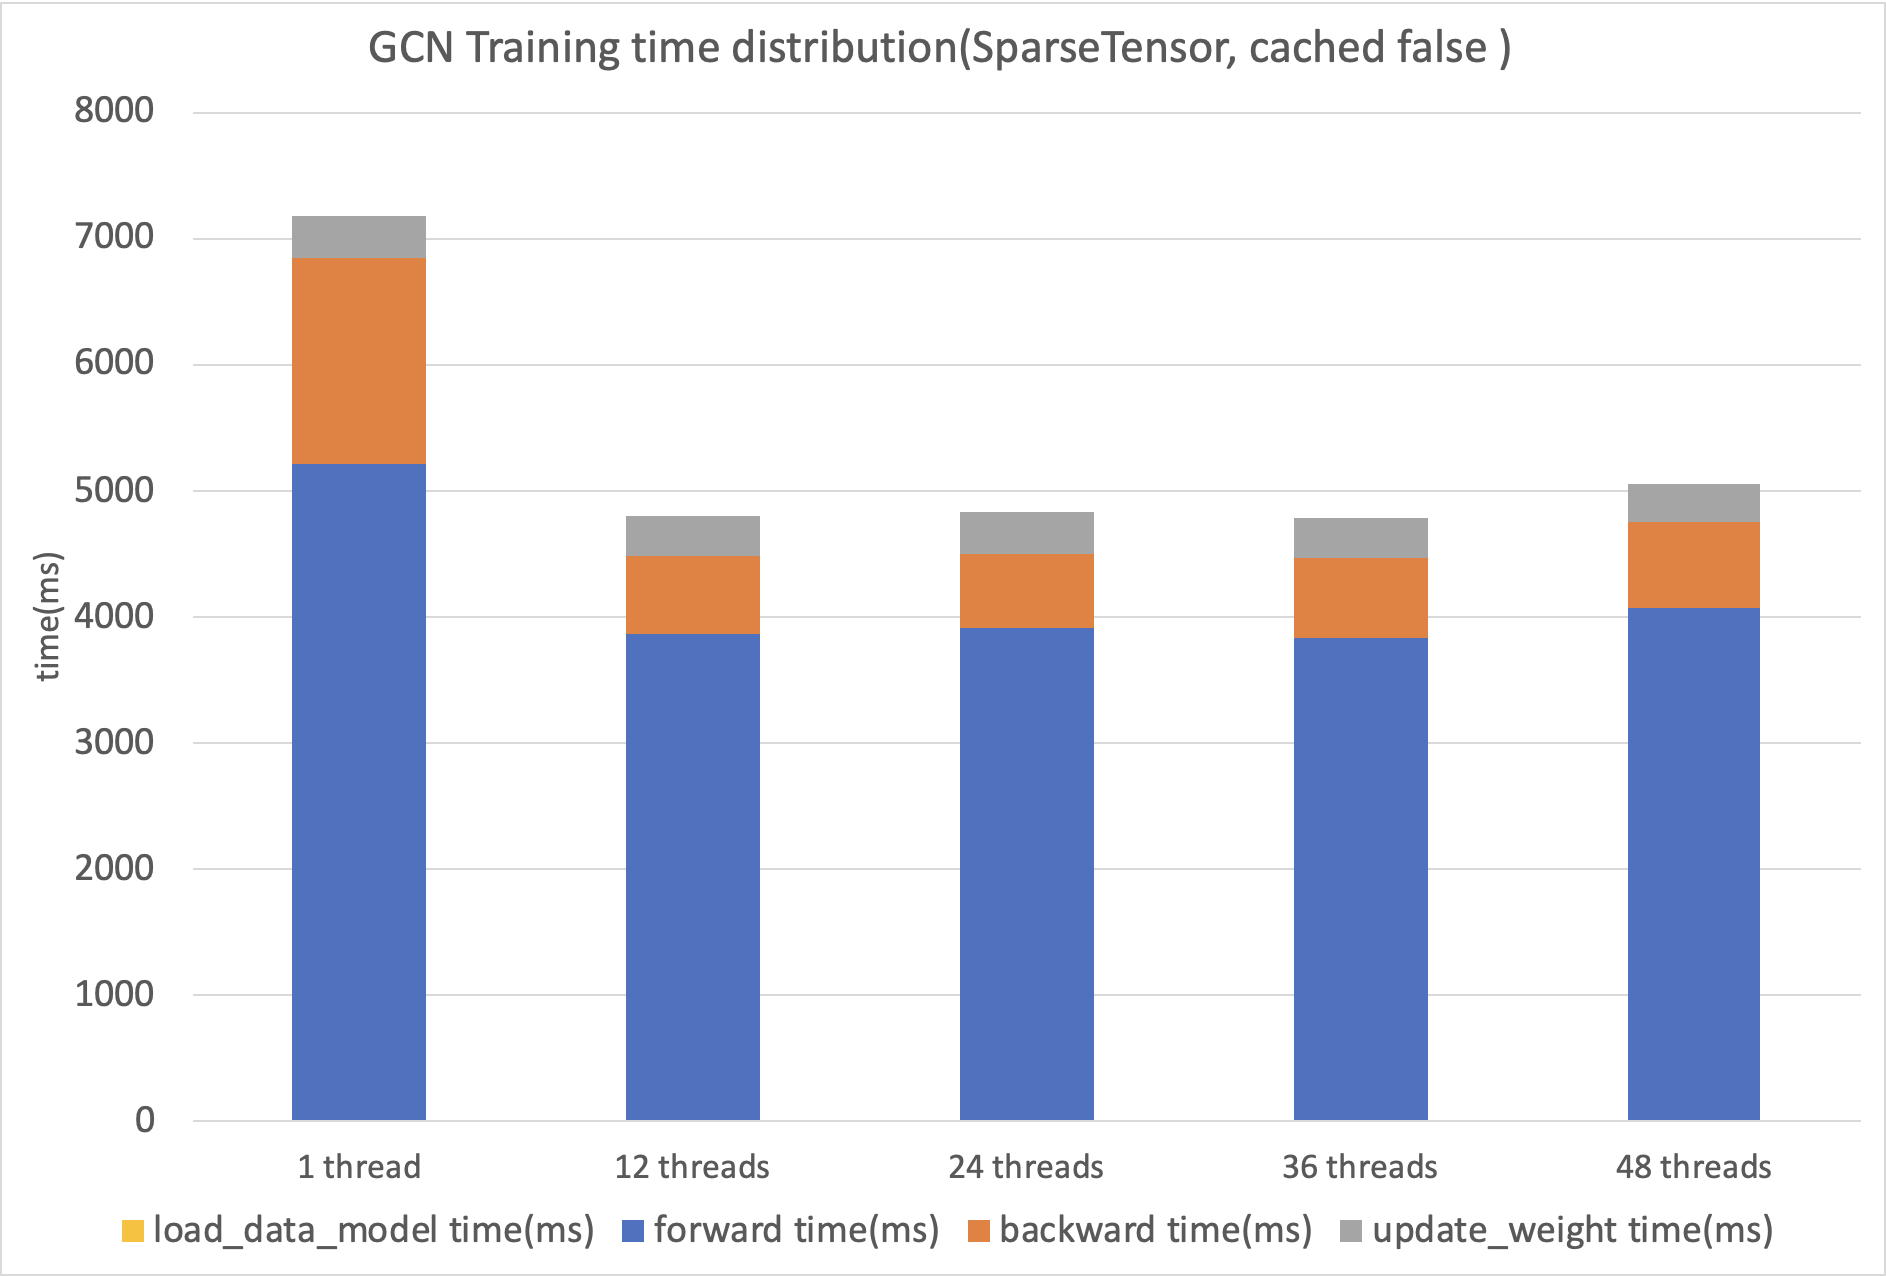 GCN Training time distribution(SparseTensor, cached false )
8000
7000
6000
5000
4000
3000
2000
1000
0
time(ms)
1 thread 12 threads 24 threads 36 threads 48 threads
load_data_model time(ms) forward time(ms) backward time(ms) update_weight time(ms)